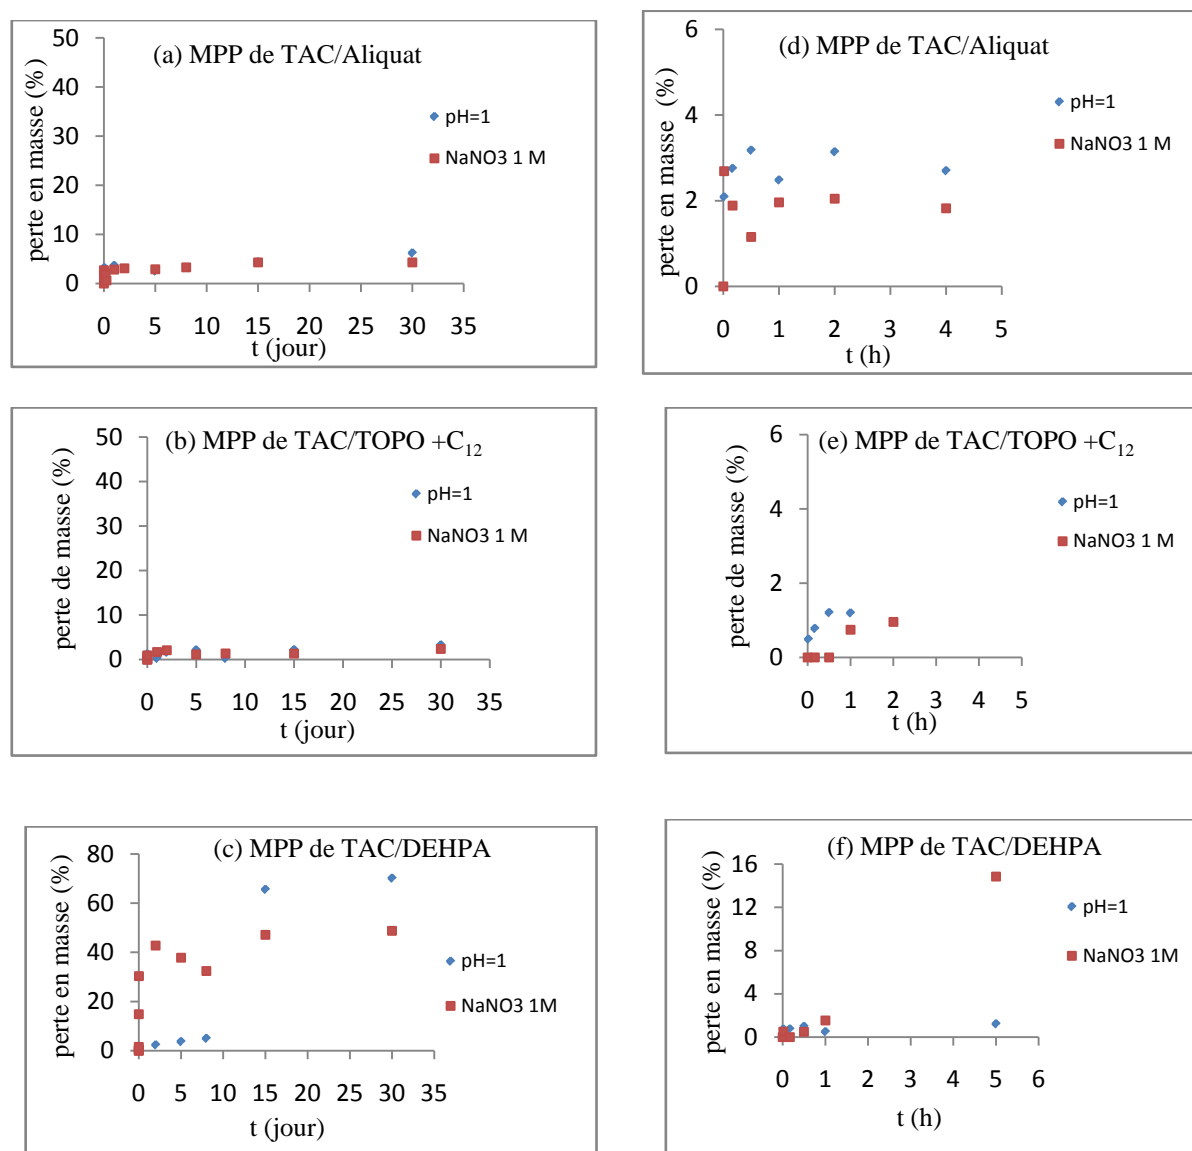 (a) MPP de TAC/Aliquat
perte en masse (%)
50
40
30
20
10
0
0 5 10 15 20 25 30 35
t (jour)
pH=1
NaNO3 1 M
(d) MPP de TAC/Aliquat
perte en masse (%)
6
4
2
0
0 1 2 3 4 5
t (h)
pH=1
NaNO3 1 M
(b) MPP de TAC/TOPO +C₁₂
perte de masse (%)
50
40
30
20
10
0
0 5 10 15 20 25 30 35
t (jour)
pH=1
NaNO3 1 M
(e) MPP de TAC/TOPO +C₁₂
perte de masse (%)
6
4
2
0
0 1 2 3 4 5
t (h)
pH=1
NaNO3 1 M
(c) MPP de TAC/DEHPA
perte en masse (%)
80
60
40
20
0
0 5 10 15 20 25 30 35
t (jour)
pH=1
NaNO3 1M
(f) MPP de TAC/DEHPA
perte en masse (%)
16
12
8
4
0
0 1 2 3 4 5 6
t (h)
pH=1
NaNO3 1M